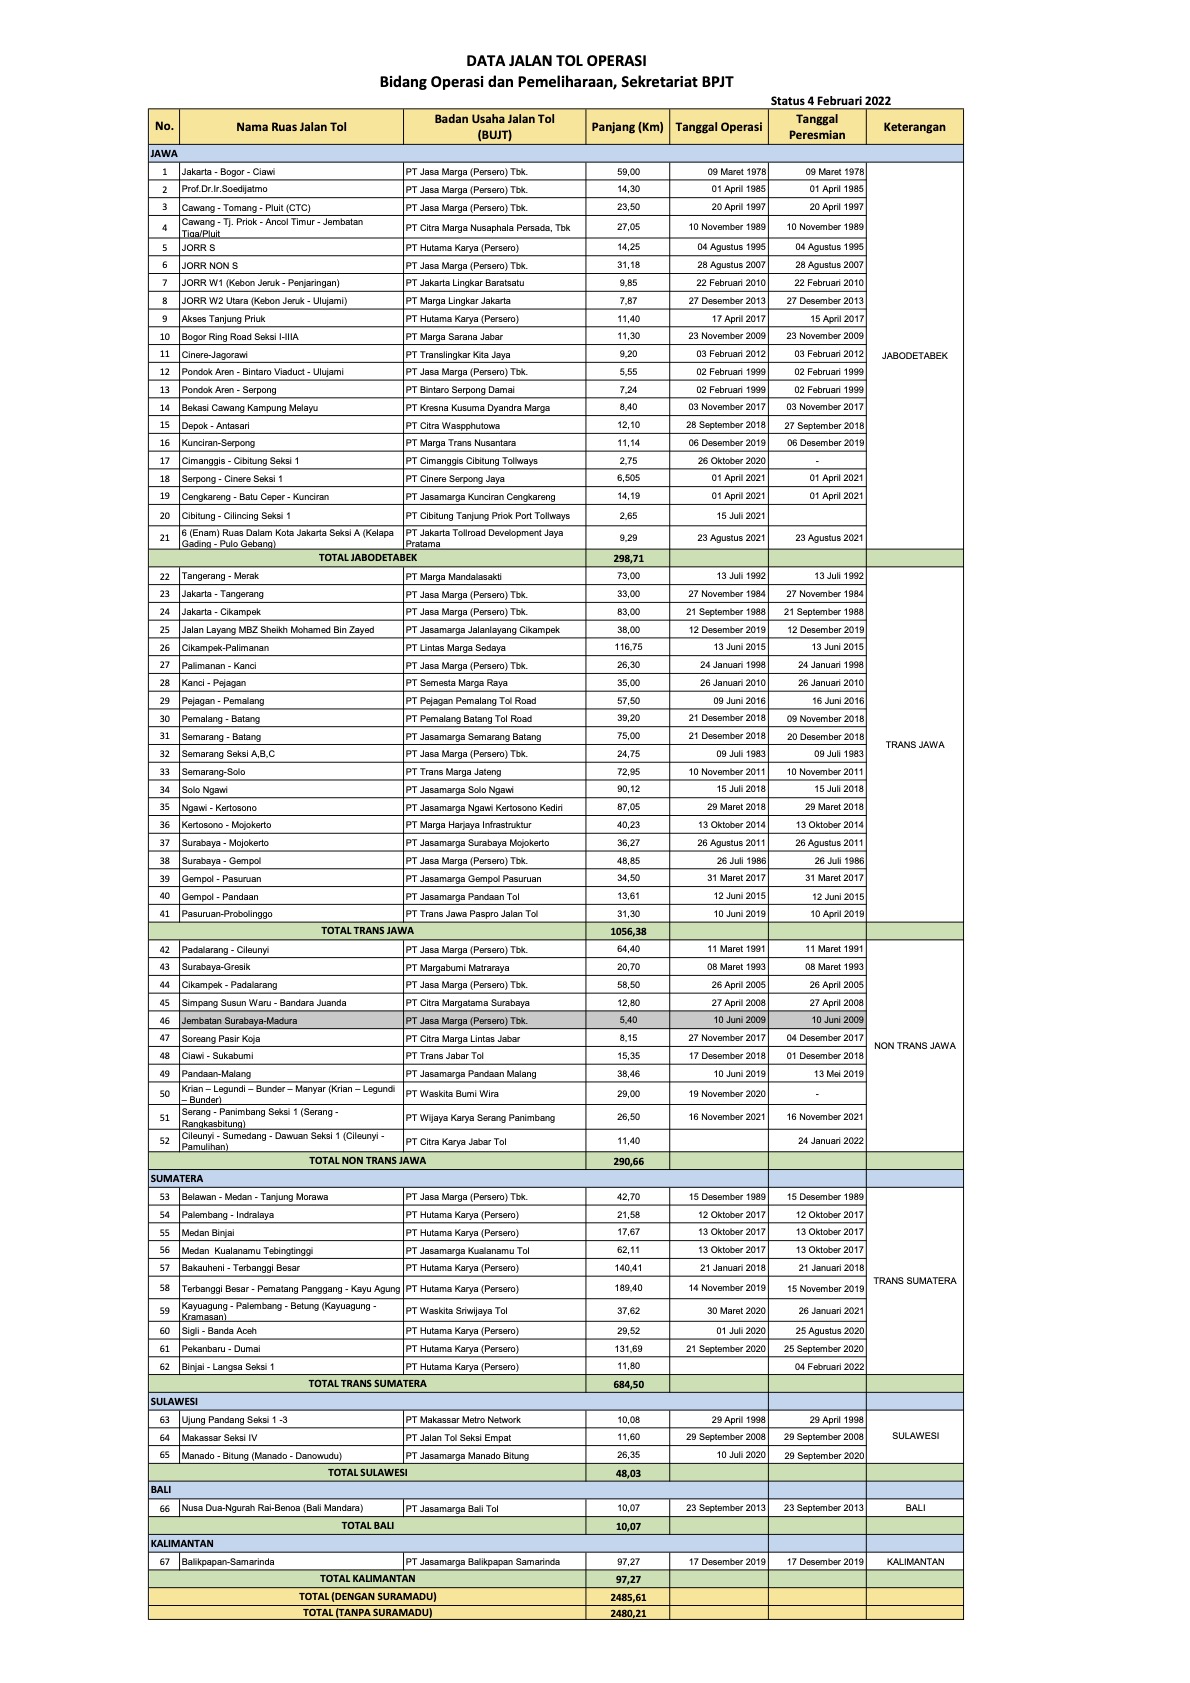 DATA JALAN TOL OPERASI
Bidang Operasi dan Pemeliharaan, Sekretariat BPJT
Status 4 Februari 2022
No. Nama Ruas Jalan Tol Badan Usaha Jalan Tol (BUJT) Panjang (Km) Tanggal Operasi Tanggal Peresmian Keterangan
JAWA
1 Jakarta - Bogor - Ciawi PT Jasa Marga (Persero) Tbk. 59,00 09 Maret 1978 09 Maret 1978
2 Prof.Dr.Ir.Soedijatmo PT Jasa Marga (Persero) Tbk. 14,30 01 April 1985 01 April 1985
3 Cawang - Tomang - Pluit (CTC) PT Jasa Marga (Persero) Tbk. 23,50 20 April 1997 20 April 1997
4 Cawang - Tj. Priok - Ancol Timur - Jembatan Tiga/Pluit PT Citra Marga Nusaphala Persada, Tbk 27,05 10 November 1989 10 November 1989
5 JORR S PT Hutama Karya (Persero) 14,25 04 Agustus 1995 04 Agustus 1995
6 JORR NON S PT Jasa Marga (Persero) Tbk. 31,18 28 Agustus 2007 28 Agustus 2007
7 JORR W1 (Kebon Jeruk - Penjaringan) PT Jakarta Lingkar Baratsatu 9,85 22 Februari 2010 22 Februari 2010
8 JORR W2 Utara (Kebon Jeruk - Ulujami) PT Marga Lingkar Jakarta 7,87 27 Desember 2013 27 Desember 2013
9 Akses Tanjung Priuk PT Hutama Karya (Persero) 11,40 17 April 2017 15 April 2017
10 Bogor Ring Road Seksi I-IIIA PT Marga Sarana Jabar 11,30 23 November 2009 23 November 2009
11 Cinere-Jagorawi PT Translingkar Kita Jaya 9,20 03 Februari 2012 03 Februari 2012
JABODETABEK
12 Pondok Aren - Bintaro Viaduct - Ulujami PT Jasa Marga (Persero) Tbk. 5,55 02 Februari 1999 02 Februari 1999
13 Pondok Aren - Serpong PT Bintaro Serpong Damai 7,24 02 Februari 1999 02 Februari 1999
14 Bekasi Cawang Kampung Melayu PT Kresna Kusuma Dyandra Marga 8,40 03 November 2017 03 November 2017
15 Depok - Antasari PT Citra Waspphutowa 12,10 28 September 2018 27 September 2018
16 Kunciran-Serpong PT Marga Trans Nusantara 11,14 06 Desember 2019 06 Desember 2019
17 Cimanggis - Cibitung Seksi 1 PT Cimanggis Cibitung Tollways 2,75 26 Oktober 2020 -
18 Serpong - Cinere Seksi 1 PT Cinere Serpong Jaya 6,505 01 April 2021 01 April 2021
19 Cengkareng - Batu Ceper - Kunciran PT Jasamarga Kunciran Cengkareng 14,19 01 April 2021 01 April 2021
20 Cibitung - Cilincing Seksi 1 PT Cibitung Tanjung Priok Port Tollways 2,65 15 Juli 2021
21 6 (Enam) Ruas Dalam Kota Jakarta Seksi A (Kelapa Gading - Pulo Gebang) PT Jakarta Tollroad Development Jaya Pratama 9,29 23 Agustus 2021 23 Agustus 2021
TOTAL JABODETABEK 298,71
22 Tangerang - Merak PT Marga Mandalasakti 73,00 13 Juli 1992 13 Juli 1992
23 Jakarta - Tangerang PT Jasa Marga (Persero) Tbk. 33,00 27 November 1984 27 November 1984
24 Jakarta - Cikampek PT Jasa Marga (Persero) Tbk. 83,00 21 September 1988 21 September 1988
25 Jalan Layang MBZ Sheikh Mohamed Bin Zayed PT Jasamarga Jalanlayang Cikampek 38,00 12 Desember 2019 12 Desember 2019
26 Cikampek-Palimanan PT Lintas Marga Sedaya 116,75 13 Juni 2015 13 Juni 2015
27 Palimanan - Kanci PT Jasa Marga (Persero) Tbk. 26,30 24 Januari 1998 24 Januari 1998
28 Kanci - Pejagan PT Semesta Marga Raya 35,00 26 Januari 2010 26 Januari 2010
29 Pejagan - Pemalang PT Pejagan Pemalang Tol Road 57,50 09 Juni 2016 16 Juni 2016
30 Pemalang - Batang PT Pemalang Batang Tol Road 39,20 21 Desember 2018 09 November 2018
31 Semarang - Batang PT Jasamarga Semarang Batang 75,00 21 Desember 2018 20 Desember 2018
TRANS JAWA
32 Semarang Seksi A,B,C PT Jasa Marga (Persero) Tbk. 24,75 09 Juli 1983 09 Juli 1983
33 Semarang-Solo PT Trans Marga Jateng 72,95 10 November 2011 10 November 2011
34 Solo Ngawi PT Jasamarga Solo Ngawi 90,12 15 Juli 2018 15 Juli 2018
35 Ngawi - Kertosono PT Jasamarga Ngawi Kertosono Kediri 87,05 29 Maret 2018 29 Maret 2018
36 Kertosono - Mojokerto PT Marga Harjaya Infrastruktur 40,23 13 Oktober 2014 13 Oktober 2014
37 Surabaya - Mojokerto PT Jasamarga Surabaya Mojokerto 36,27 26 Agustus 2011 26 Agustus 2011
38 Surabaya - Gempol PT Jasa Marga (Persero) Tbk. 48,85 26 Juli 1986 26 Juli 1986
39 Gempol - Pasuruan PT Jasamarga Gempol Pasuruan 34,50 31 Maret 2017 31 Maret 2017
40 Gempol - Pandaan PT Jasamarga Pandaan Tol 13,61 12 Juni 2015 12 Juni 2015
41 Pasuruan-Probolinggo PT Trans Jawa Paspro Jalan Tol 31,30 10 Juni 2019 10 April 2019
TOTAL TRANS JAWA 1056,38
42 Padalarang - Cileunyi PT Jasa Marga (Persero) Tbk. 64,40 11 Maret 1991 11 Maret 1991
43 Surabaya-Gresik PT Margabumi Matraraya 20,70 08 Maret 1993 08 Maret 1993
44 Cikampek - Padalarang PT Jasa Marga (Persero) Tbk. 58,50 26 April 2005 26 April 2005
45 Simpang Susun Waru - Bandara Juanda PT Citra Margatama Surabaya 12,80 27 April 2008 27 April 2008
46 Jembatan Surabaya-Madura PT Jasa Marga (Persero) Tbk. 5,40 10 Juni 2009 10 Juni 2009
47 Soreang Pasir Koja PT Citra Marga Lintas Jabar 8,15 27 November 2017 04 Desember 2017
NON TRANS JAWA
48 Ciawi - Sukabumi PT Trans Jabar Tol 15,35 17 Desember 2018 01 Desember 2018
49 Pandaan-Malang PT Jasamarga Pandaan Malang 38,46 10 Juni 2019 13 Mei 2019
50 Krian – Legundi – Bunder – Manyar (Krian – Legundi – Bunder) PT Waskita Bumi Wira 29,00 19 November 2020 -
51 Serang - Panimbang Seksi 1 (Serang - Rangkasbitung) PT Wijaya Karya Serang Panimbang 26,50 16 November 2021 16 November 2021
52 Cileunyi - Sumedang - Dawuan Seksi 1 (Cileunyi - Pamulihan) PT Citra Karya Jabar Tol 11,40 24 Januari 2022
TOTAL NON TRANS JAWA 290,66
SUMATERA
53 Belawan - Medan - Tanjung Morawa PT Jasa Marga (Persero) Tbk. 42,70 15 Desember 1989 15 Desember 1989
54 Palembang - Indralaya PT Hutama Karya (Persero) 21,58 12 Oktober 2017 12 Oktober 2017
55 Medan Binjai PT Hutama Karya (Persero) 17,67 13 Oktober 2017 13 Oktober 2017
56 Medan Kualanamu Tebingtinggi PT Jasamarga Kualanamu Tol 62,11 13 Oktober 2017 13 Oktober 2017
57 Bakauheni - Terbanggi Besar PT Hutama Karya (Persero) 140,41 21 Januari 2018 21 Januari 2018
TRANS SUMATERA
58 Terbanggi Besar - Pematang Panggang - Kayu Agung PT Hutama Karya (Persero) 189,40 14 November 2019 15 November 2019
59 Kayuagung - Palembang - Betung (Kayuagung - Kramasan) PT Waskita Sriwijaya Tol 37,62 30 Maret 2020 26 Januari 2021
60 Sigli - Banda Aceh PT Hutama Karya (Persero) 29,52 01 Juli 2020 25 Agustus 2020
61 Pekanbaru - Dumai PT Hutama Karya (Persero) 131,69 21 September 2020 25 September 2020
62 Binjai - Langsa Seksi 1 PT Hutama Karya (Persero) 11,80 04 Februari 2022
TOTAL TRANS SUMATERA 684,50
SULAWESI
63 Ujung Pandang Seksi 1 -3 PT Makassar Metro Network 10,08 29 April 1998 29 April 1998
64 Makassar Seksi IV PT Jalan Tol Seksi Empat 11,60 29 September 2008 29 September 2008 SULAWESI
65 Manado - Bitung (Manado - Danowudu) PT Jasamarga Manado Bitung 26,35 10 Juli 2020 29 September 2020
TOTAL SULAWESI 48,03
BALI
66 Nusa Dua-Ngurah Rai-Benoa (Bali Mandara) PT Jasamarga Bali Tol 10,07 23 September 2013 23 September 2013 BALI
TOTAL BALI 10,07
KALIMANTAN
67 Balikpapan-Samarinda PT Jasamarga Balikpapan Samarinda 97,27 17 Desember 2019 17 Desember 2019 KALIMANTAN
TOTAL KALIMANTAN 97,27
TOTAL (DENGAN SURAMADU) 2485,61
TOTAL (TANPA SURAMADU) 2480,21